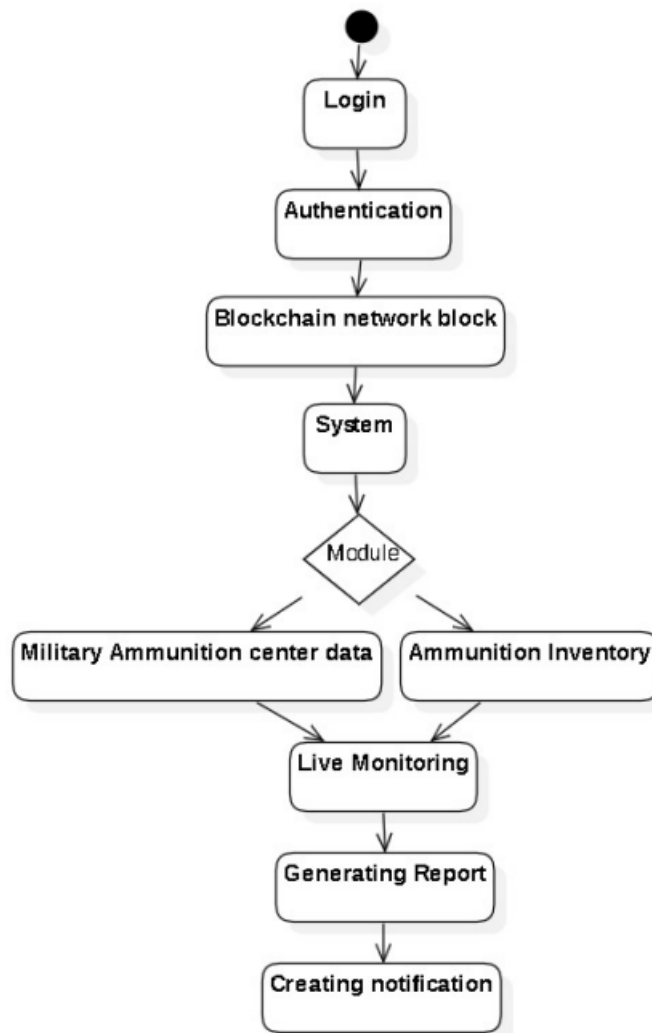 Login
Authentication
Blockchain network block
System
Module
Military Ammunition center data
Ammunition Inventory
Live Monitoring
Generating Report
Creating notification